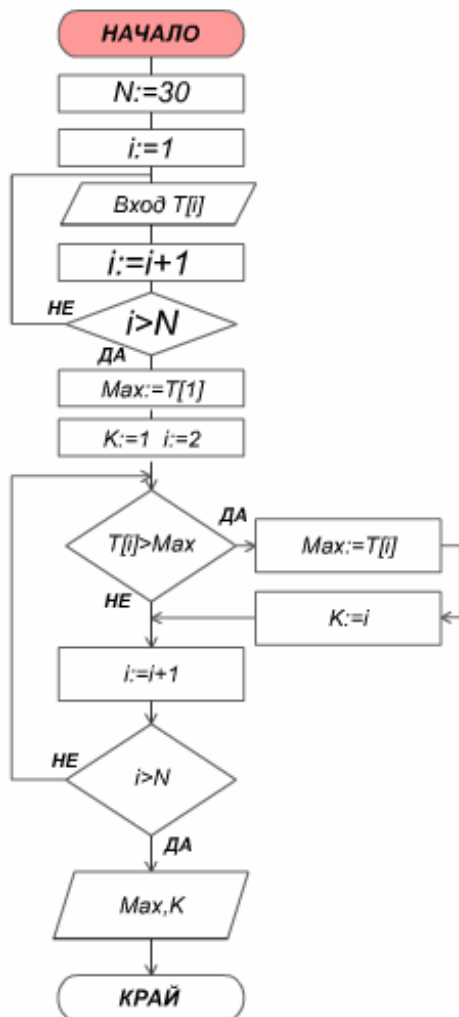 НАЧАЛО
N:=30
i:=1
Вход T[i]
i:=i+1
НЕ
i>N
ДА
Max:=T[1]
K:=1 i:=2
ДА
T[i]>Max
Max:=T[i]
НЕ
K:=i
i:=i+1
НЕ
i>N
ДА
Max,K
КРАЙ